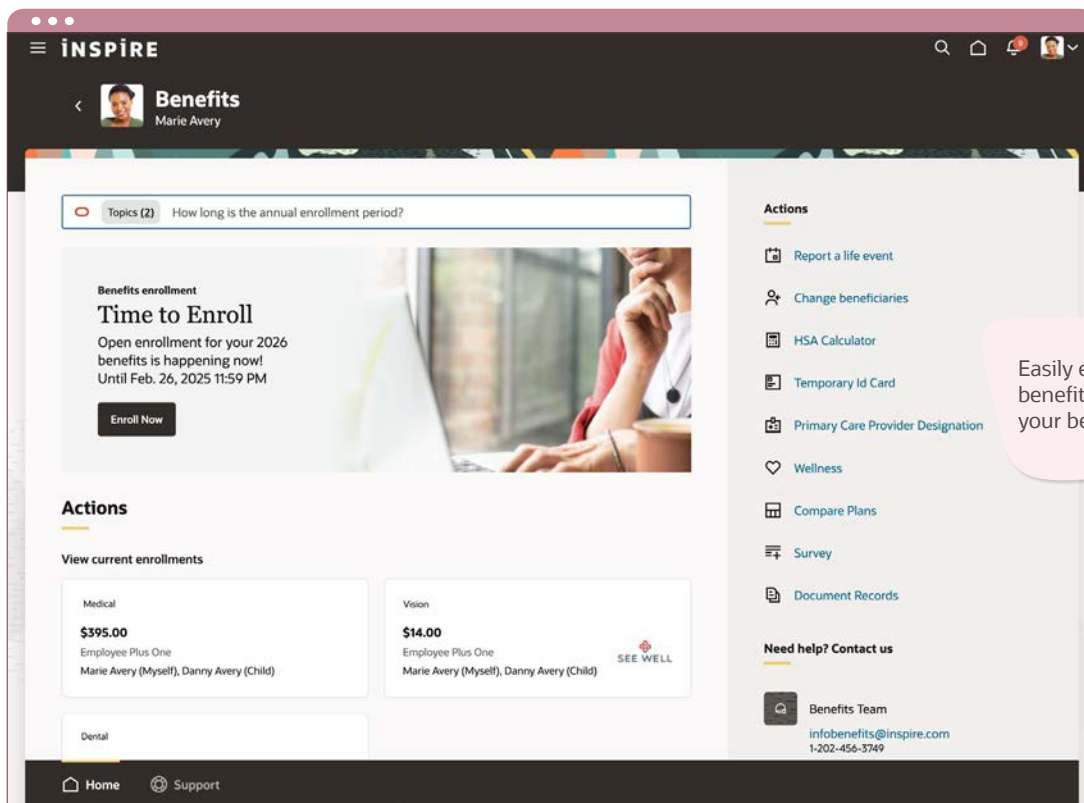 iNSPiRE
9
Benefits
Marie Avery
Topics (2) How long is the annual enrollment period?
Benefits enrollment
Time to Enroll
Open enrollment for your 2026
benefits is happening now!
Until Feb. 26, 2025 11:59 PM
Enroll Now
Actions
View current enrollments
Medical
$395.00
Employee Plus One
Marie Avery (Myself), Danny Avery (Child)
Vision
$14.00
Employee Plus One
Marie Avery (Myself), Danny Avery (Child)
SEE WELL
Dental
Actions
Report a life event
Change beneficiaries
HSA Calculator
Temporary Id Card
Primary Care Provider Designation
Wellness
Compare Plans
Survey
Document Records
Need help? Contact us
Benefits Team
infobenefits@inspire.com
1-202-456-3749
Easily
benefit
your
Home
Support